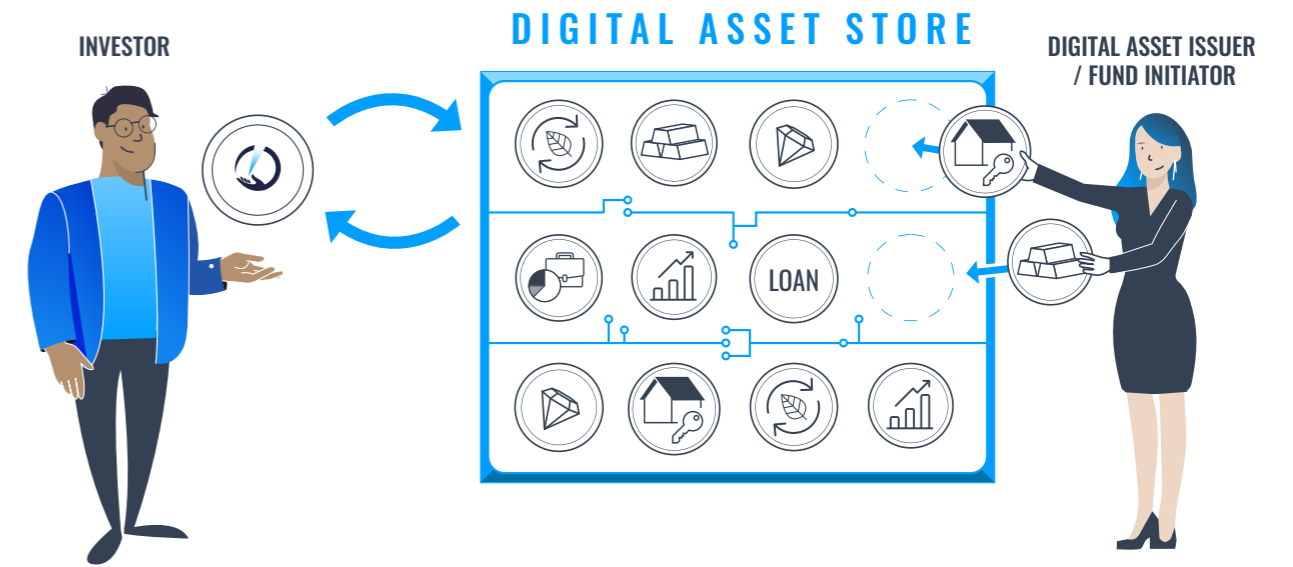 DIGITAL ASSET STORE
INVESTOR
DIGITAL ASSET ISSUER
/ FUND INITIATOR
LOAN